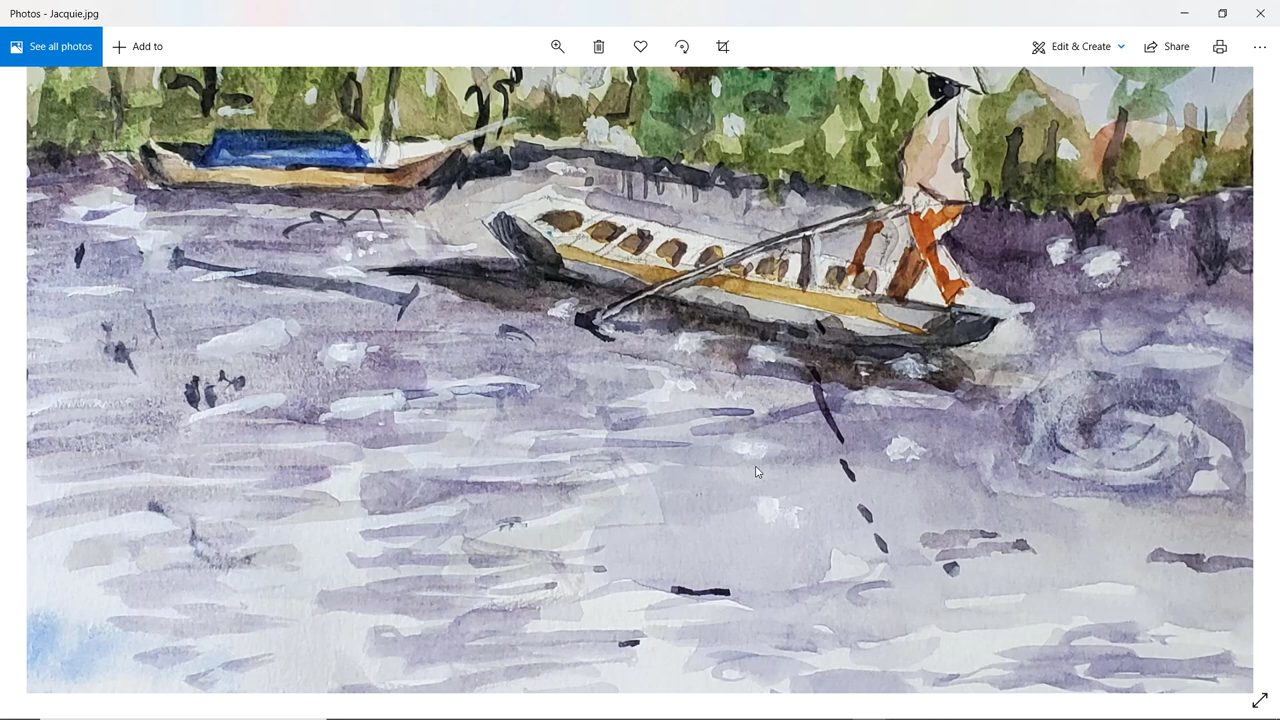 Photos - Jacquie.jpg
See all photos
Add to
Edit & Create
Share